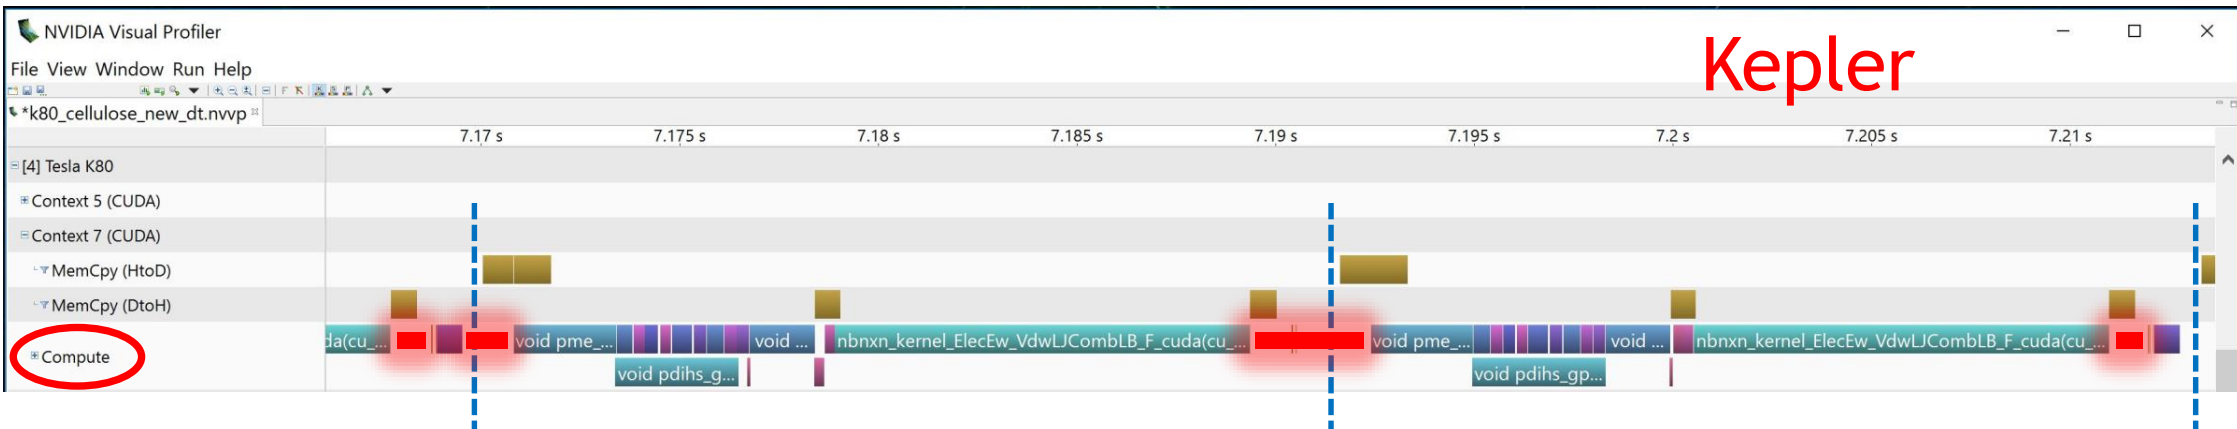 NVIDIA Visual Profiler
Kepler
File View Window Run Help
*k80_cellulose_new_dt.nvvp
7.17 s 7.175 s 7.18 s 7.185 s 7.19 s 7.195 s 7.2 s 7.205 s 7.21 s
[4] Tesla K80
Context 5 (CUDA)
Context 7 (CUDA)
MemCpy (HtoD)
MemCpy (DtoH)
Compute
da(cu_... void pme_... void ... nbnxn_kernel_ElecEw_VdwLJCombLB_F_cuda(cu_... void pme_... void ... nbnxn_kernel_ElecEw_VdwLJCombLB_F_cuda(cu_...
void pdihs_g... void pdihs_gp...